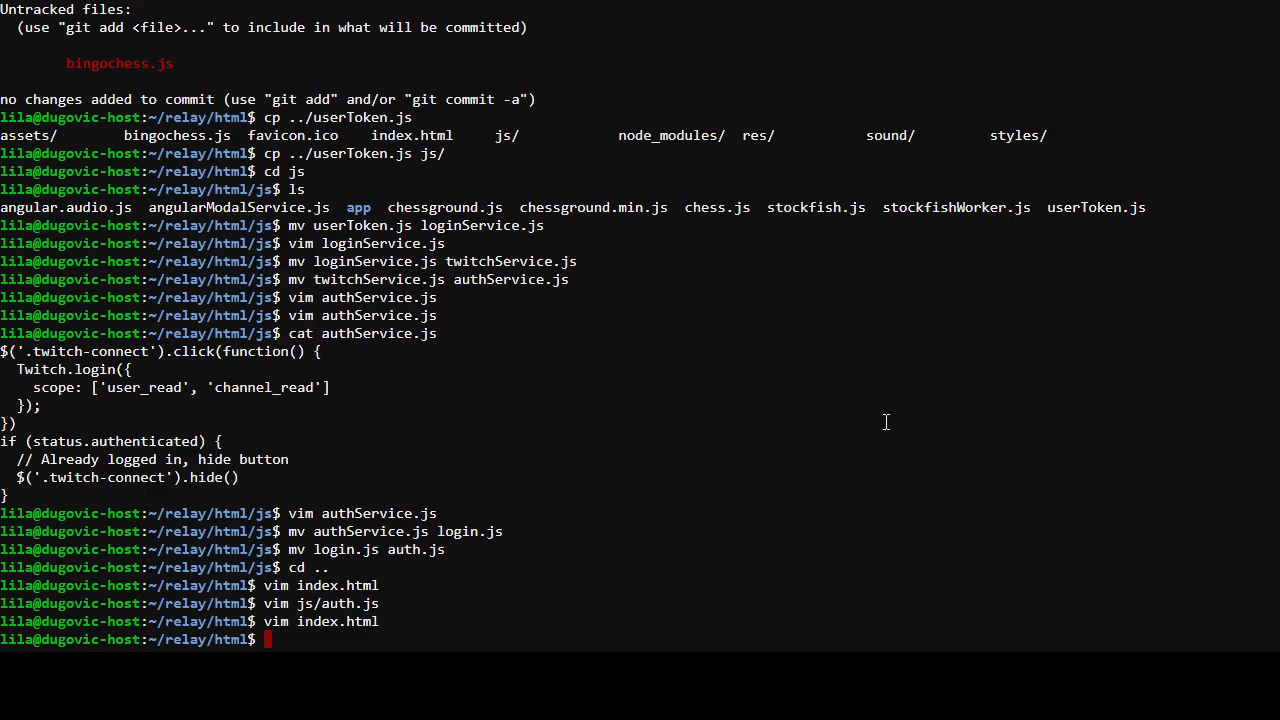 Untracked files:
  (use "git add <file>..." to include in what will be committed)
        bingochess.js
no changes added to commit (use "git add" and/or "git commit -a")
lila@dugovic-host:~/relay/html$ cp ../userToken.js
assets/        bingochess.js  favicon.ico    index.html     js/            node_modules/  res/           sound/         styles/
lila@dugovic-host:~/relay/html$ cp ../userToken.js js/
lila@dugovic-host:~/relay/html$ cd js
lila@dugovic-host:~/relay/html/js$ ls
angular.audio.js  angularModalService.js  app  chessground.js  chessground.min.js  chess.js  stockfish.js  stockfishWorker.js  userToken.js
lila@dugovic-host:~/relay/html/js$ mv userToken.js loginService.js
lila@dugovic-host:~/relay/html/js$ vim loginService.js
lila@dugovic-host:~/relay/html/js$ mv loginService.js twitchService.js
lila@dugovic-host:~/relay/html/js$ mv twitchService.js authService.js
lila@dugovic-host:~/relay/html/js$ vim authService.js
lila@dugovic-host:~/relay/html/js$ vim authService.js
lila@dugovic-host:~/relay/html/js$ cat authService.js
$('.twitch-connect').click(function() {
  Twitch.login({
    scope: ['user_read', 'channel_read']
  });
})
if (status.authenticated) {
  // Already logged in, hide button
  $('.twitch-connect').hide()
}
lila@dugovic-host:~/relay/html/js$ vim authService.js
lila@dugovic-host:~/relay/html/js$ mv authService.js login.js
lila@dugovic-host:~/relay/html/js$ mv login.js auth.js
lila@dugovic-host:~/relay/html/js$ cd ..
lila@dugovic-host:~/relay/html$ vim index.html
lila@dugovic-host:~/relay/html$ vim js/auth.js
lila@dugovic-host:~/relay/html$ vim index.html
lila@dugovic-host:~/relay/html$